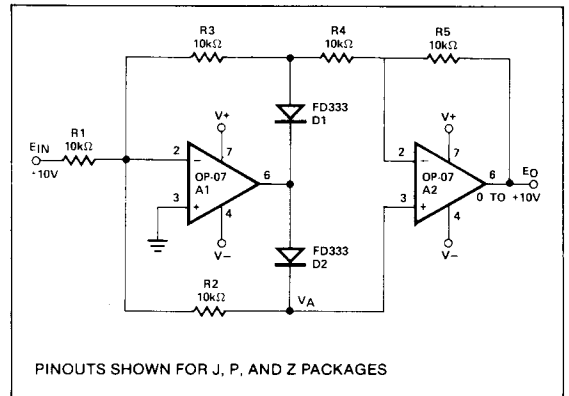 R3
10kΩ
R4
10kΩ
R5
10kΩ
FD333
D1
V+
V+
EIN
R1
10kΩ
±10V
2
−
7
OP-07
A1
6
3
+
4
V−
2
−
7
OP-07
A2
6
EO
0 TO +10V
3
+
4
V−
FD333
D2
R2
10kΩ
VA
PINOUTS SHOWN FOR J, P, AND Z PACKAGES